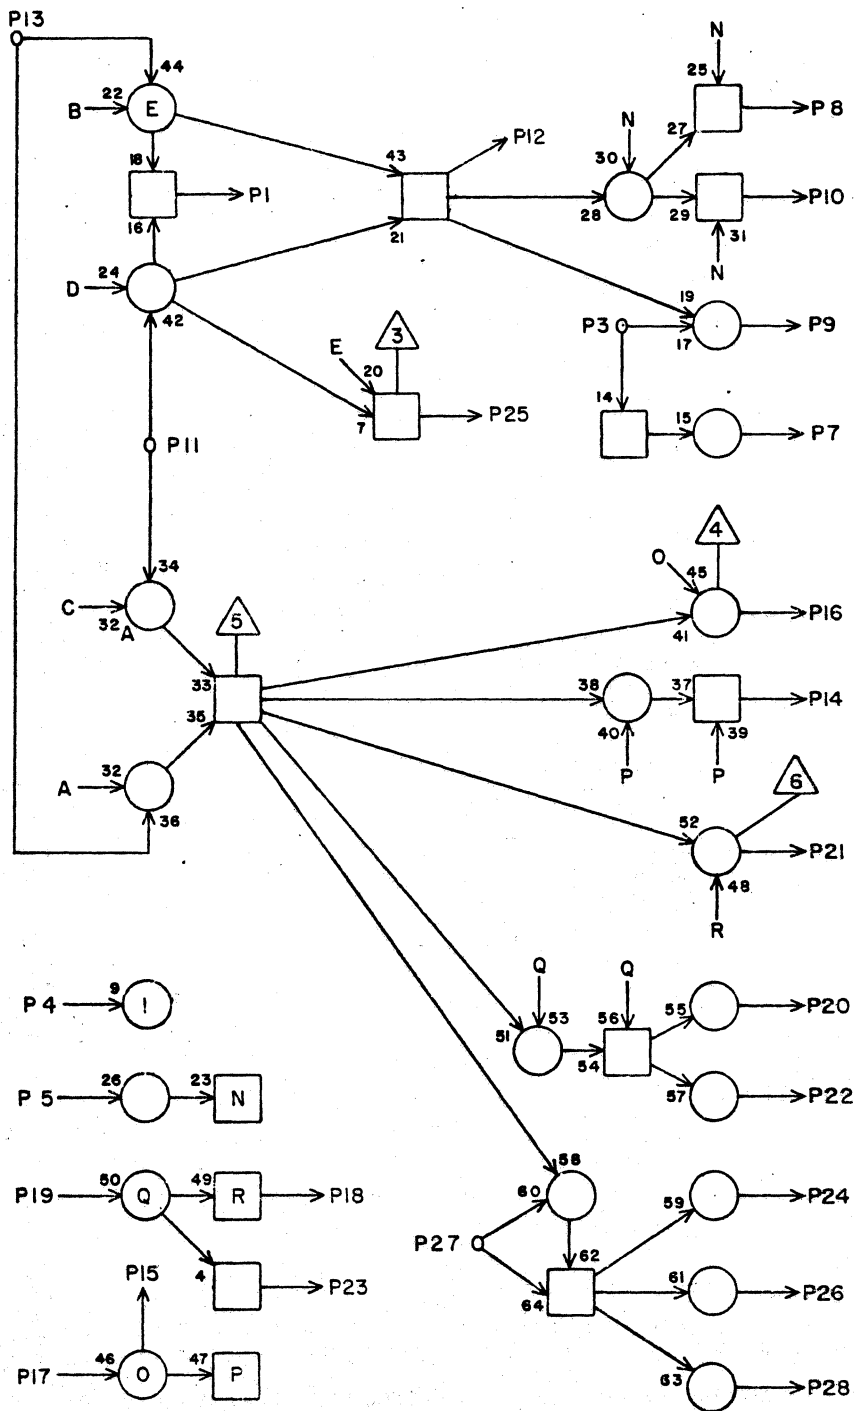 P13
44
22
B
E
18
P1
16
24
D
42
43
P12
21
N
30
28
N
25
27
P8
29
P10
31
N
3
E
20
7
P25
P3
19
17
P9
14
15
P7
P11
34
C
32
A
5
33
35
O
4
45
41
P16
38
37
P14
40
39
P
P
A
32
36
6
52
P21
48
R
P4
9
I
Q
Q
53
51
56
54
55
P20
57
P22
P5
26
23
N
P19
50
Q
49
R
P18
4
P23
58
60
P27
62
64
59
P24
61
P26
63
P28
P15
P17
46
O
47
P